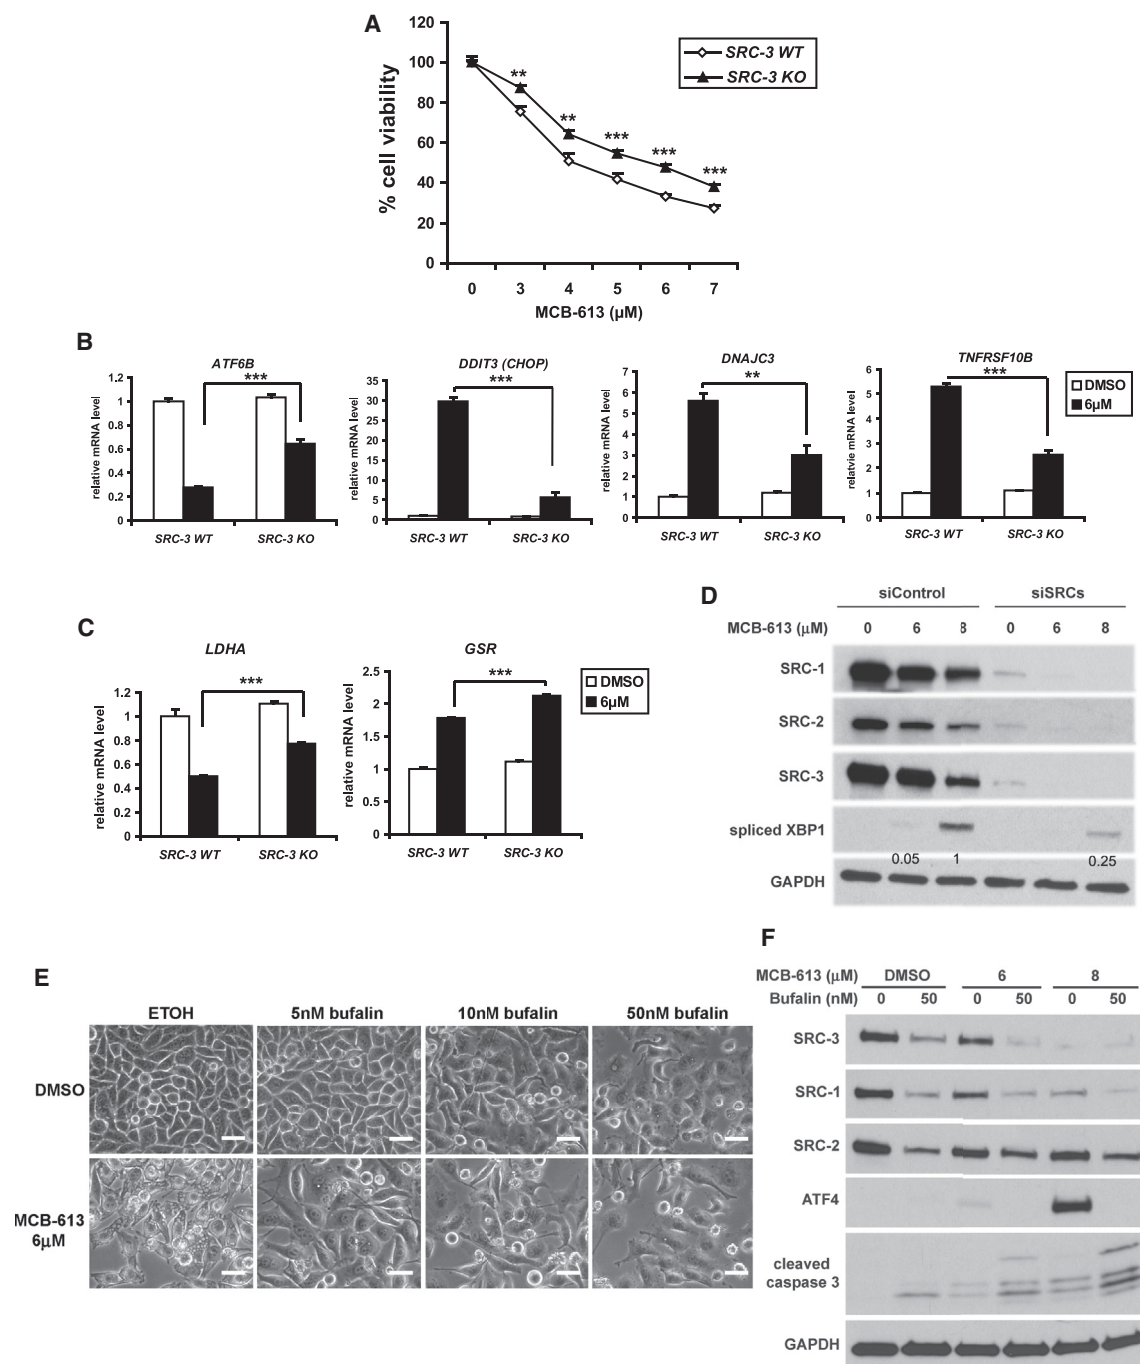 A
120
100
80
60
40
20
0
% cell viability
** ** *** *** ***
SRC-3 WT
SRC-3 KO
0 3 4 5 6 7
MCB-613 (µM)
B
ATF6B
***
1.2
1
0.8
0.6
0.4
0.2
0
relative mRNA level
SRC-3 WT SRC-3 KO
DDIT3 (CHOP)
***
35
30
25
20
15
10
5
0
relative mRNA level
SRC-3 WT SRC-3 KO
DNAJC3
**
7
6
5
4
3
2
1
0
relative mRNA level
SRC-3 WT SRC-3 KO
TNFRSF10B
***
6
5
4
3
2
1
0
relatvie mRNA level
SRC-3 WT SRC-3 KO
DMSO
6µM
C
LDHA
***
1.2
1
0.8
0.6
0.4
0.2
0
relative mRNA level
SRC-3 WT SRC-3 KO
GSR
***
2.5
2
1.5
1
0.5
0
relative mRNA level
SRC-3 WT SRC-3 KO
DMSO
6µM
D
siControl siSRCs
MCB-613 (µM) 0 6 8 0 6 8
SRC-1
SRC-2
SRC-3
spliced XBP1
0.05 1 0.25
GAPDH
E
ETOH 5nM bufalin 10nM bufalin 50nM bufalin
DMSO
MCB-613
6µM
F
MCB-613 (µM) DMSO 6 8
Bufalin (nM) 0 50 0 50 0 50
SRC-3
SRC-1
SRC-2
ATF4
cleaved
caspase 3
GAPDH